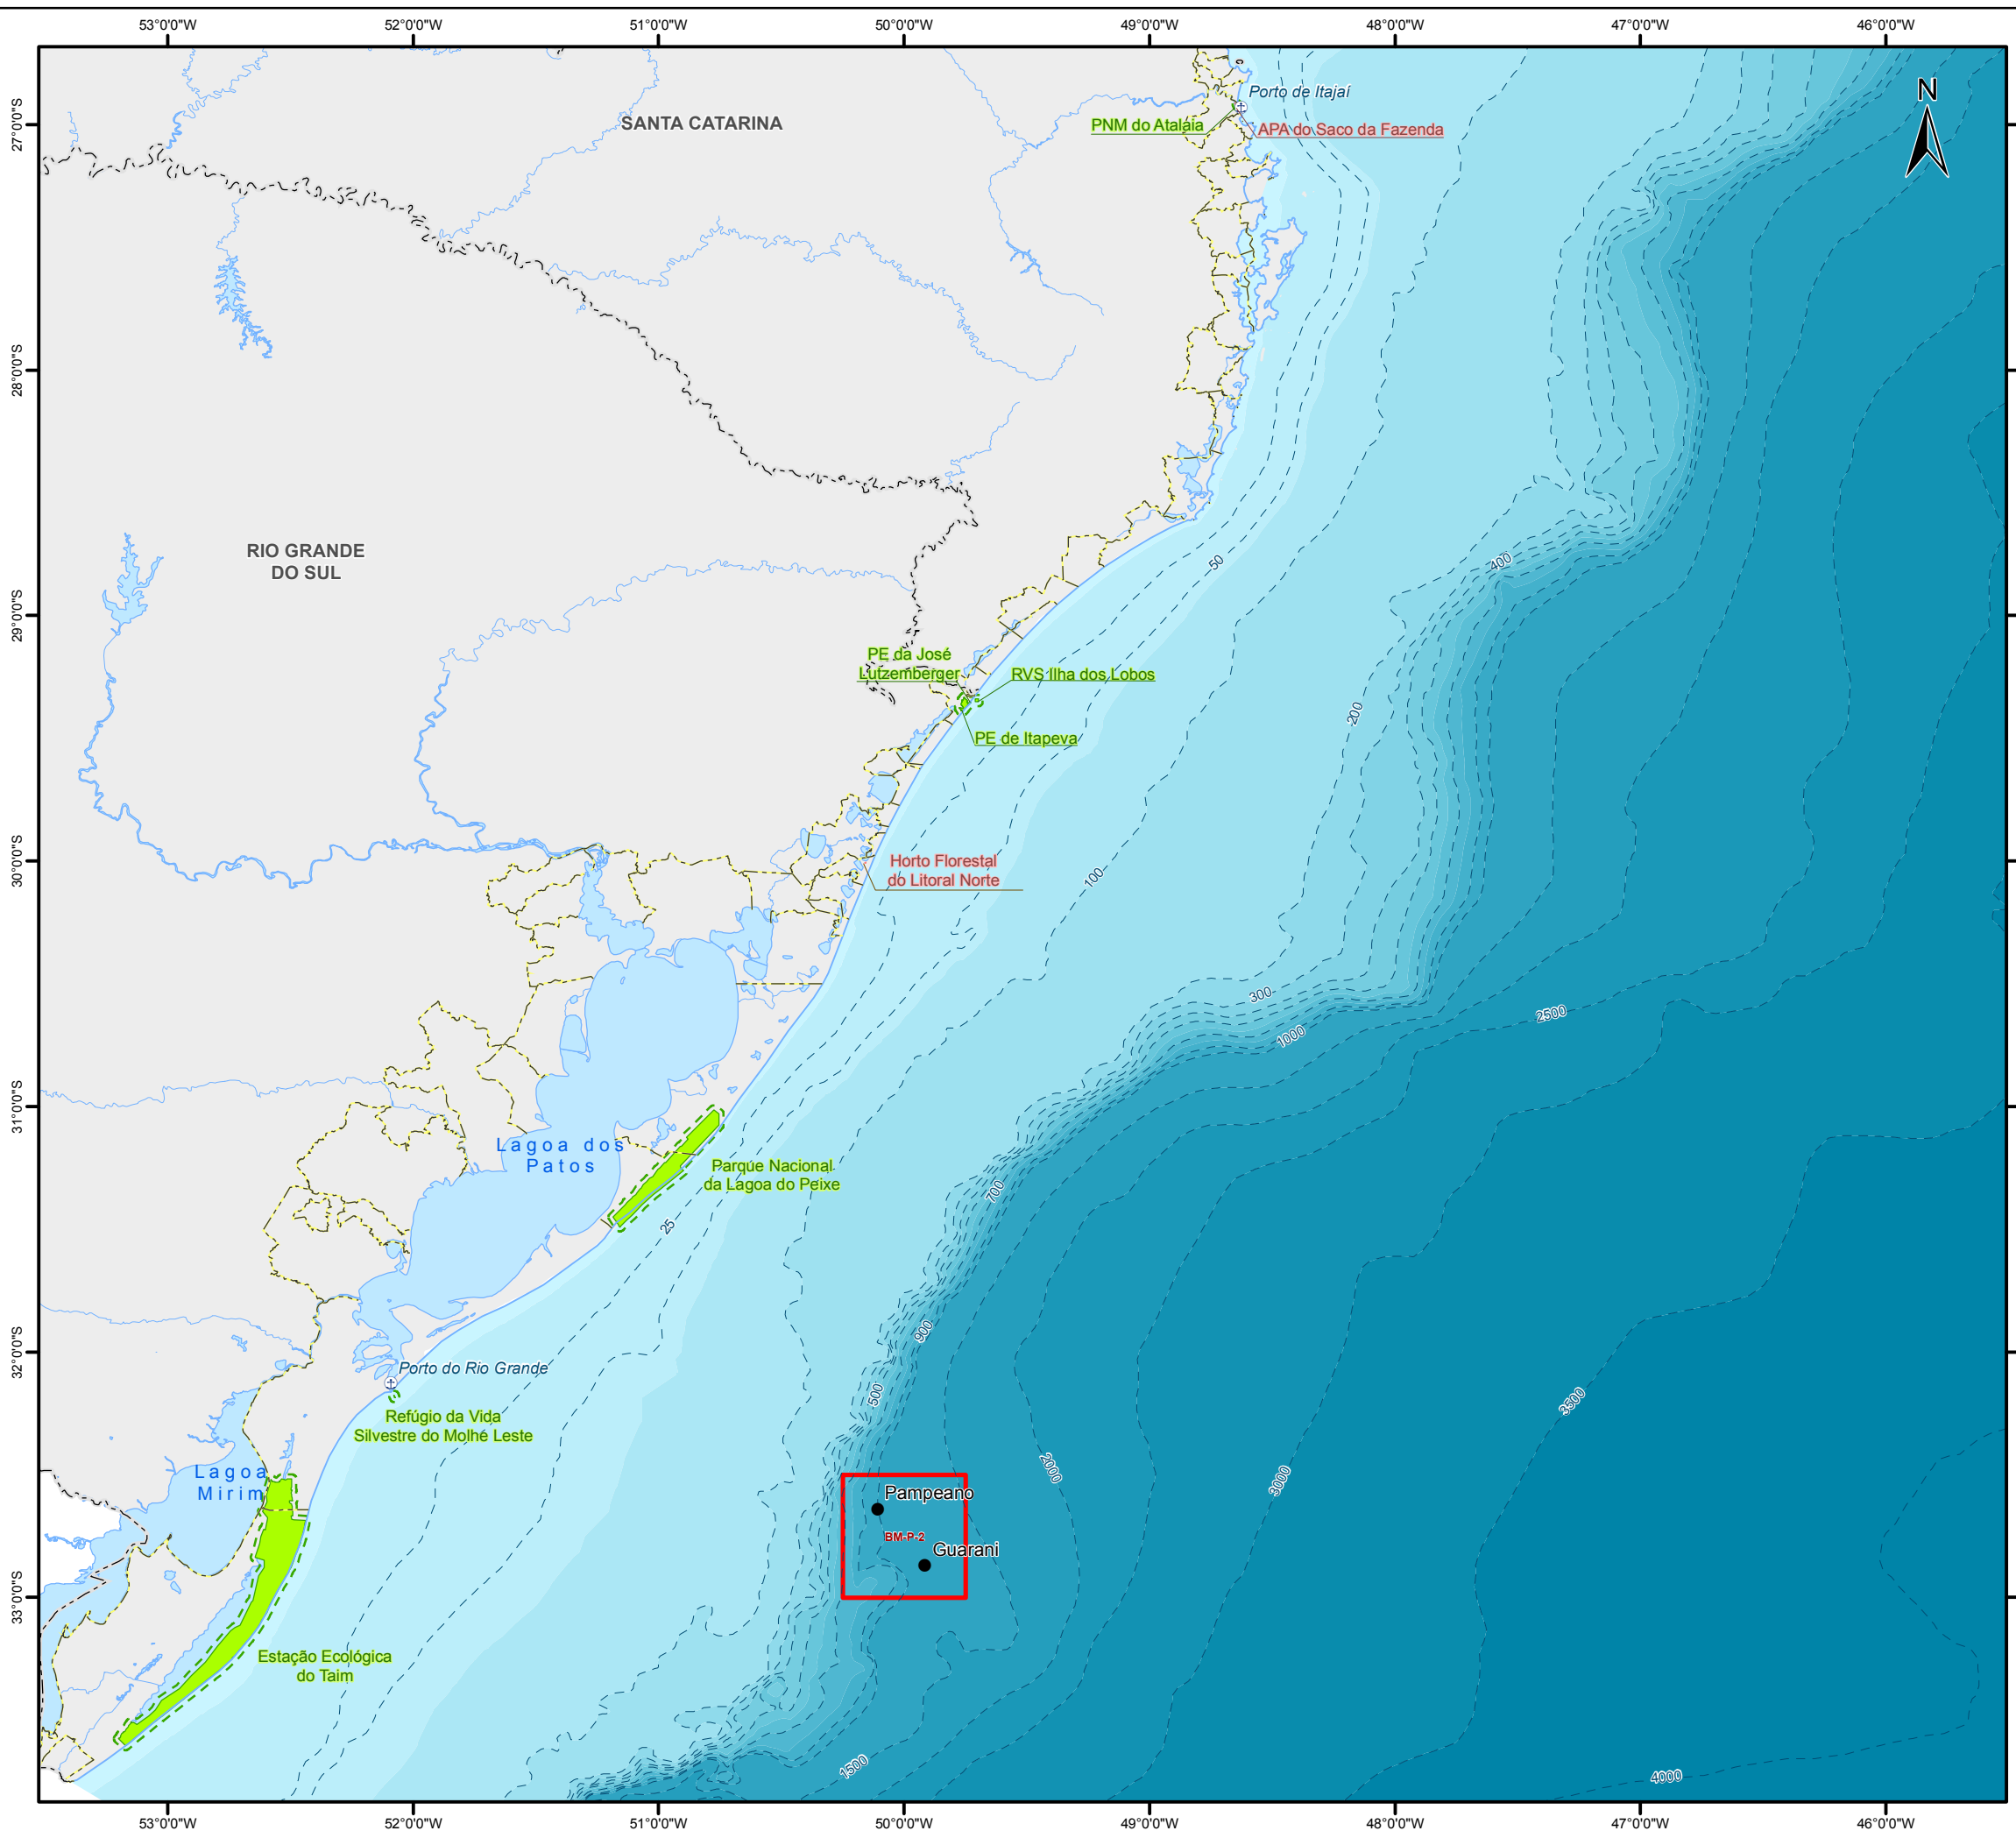 53°0'0"W 52°0'0"W 51°0'0"W 50°0'0"W 49°0'0"W 48°0'0"W 47°0'0"W 46°0'0"W
27°0'0"S
28°0'0"S
29°0'0"S
30°0'0"S
31°0'0"S
32°0'0"S
33°0'0"S
N
Porto de Itajaí
SANTA CATARINA
PNM do Atalaia
APA do Saco da Fazenda
RIO GRANDE
DO SUL
50
400
PE da José
Lutzemberger
RVS Ilha dos Lobos
200
PE de Itapeva
Horto Florestal
do Litoral Norte
100
300
2500
1000
Lagoa dos
Patos
Parque Nacional
da Lagoa do Peixe
700
25
900
Porto do Rio Grande
500
3500
Refúgio da Vida
Silvestre do Molhé Leste
Lagoa
Mirim
2000
3000
Pampeano
BM-P-2
Guarani
Estação Ecológica
do Taim
1500
4000
53°0'0"W 52°0'0"W 51°0'0"W 50°0'0"W 49°0'0"W 48°0'0"W 47°0'0"W 46°0'0"W